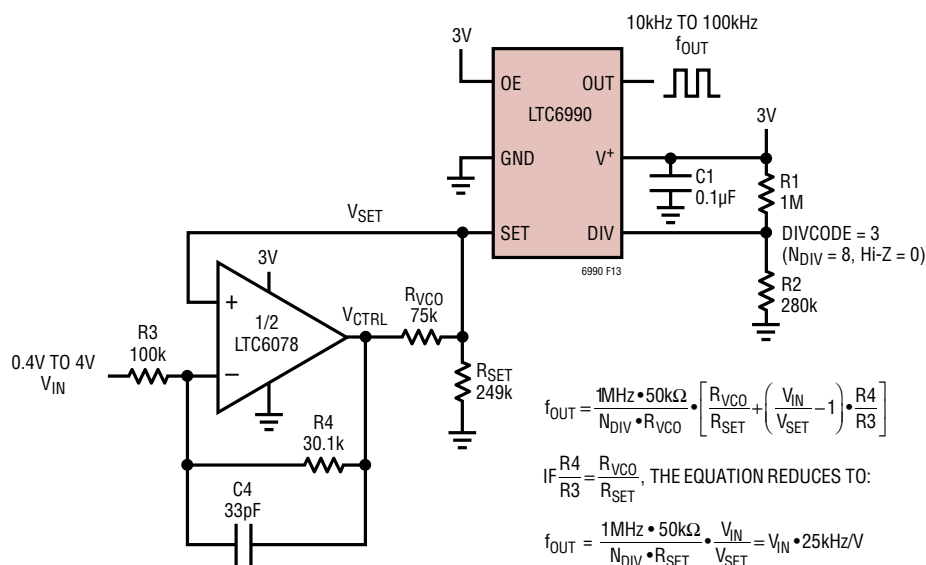 10kHz TO 100kHz
fOUT
3V
OE
OUT
LTC6990
3V
GND
V+
C1
0.1µF
R1
1M
VSET
SET
DIV
DIVCODE = 3
(NDIV = 8, Hi-Z = 0)
6990 F13
3V
+
1/2
LTC6078
–
VCTRL
RVCO
75k
R2
280k
R3
100k
0.4V TO 4V
VIN
RSET
249k
R4
30.1k
C4
33pF
fOUT = 1MHz • 50kΩ / NDIV • RVCO • [RVCO / RSET + (VIN / VSET – 1) • R4 / R3]
IF R4 / R3 = RVCO / RSET, THE EQUATION REDUCES TO:
fOUT = 1MHz • 50kΩ / NDIV • RSET • VIN / VSET = VIN • 25kHz/V